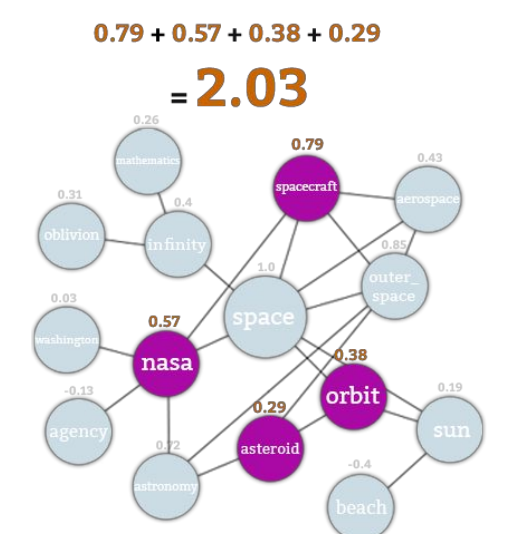 0.79 + 0.57 + 0.38 + 0.29
= 2.03
0.26
mathematics
0.79
spacecraft
0.43
aerospace
0.31
oblivion
0.4
infinity
0.85
outer_
space
1.0
space
0.03
washington
0.57
nasa
0.38
orbit
-0.13
agency
0.29
asteroid
0.19
sun
0.72
astronomy
-0.4
beach